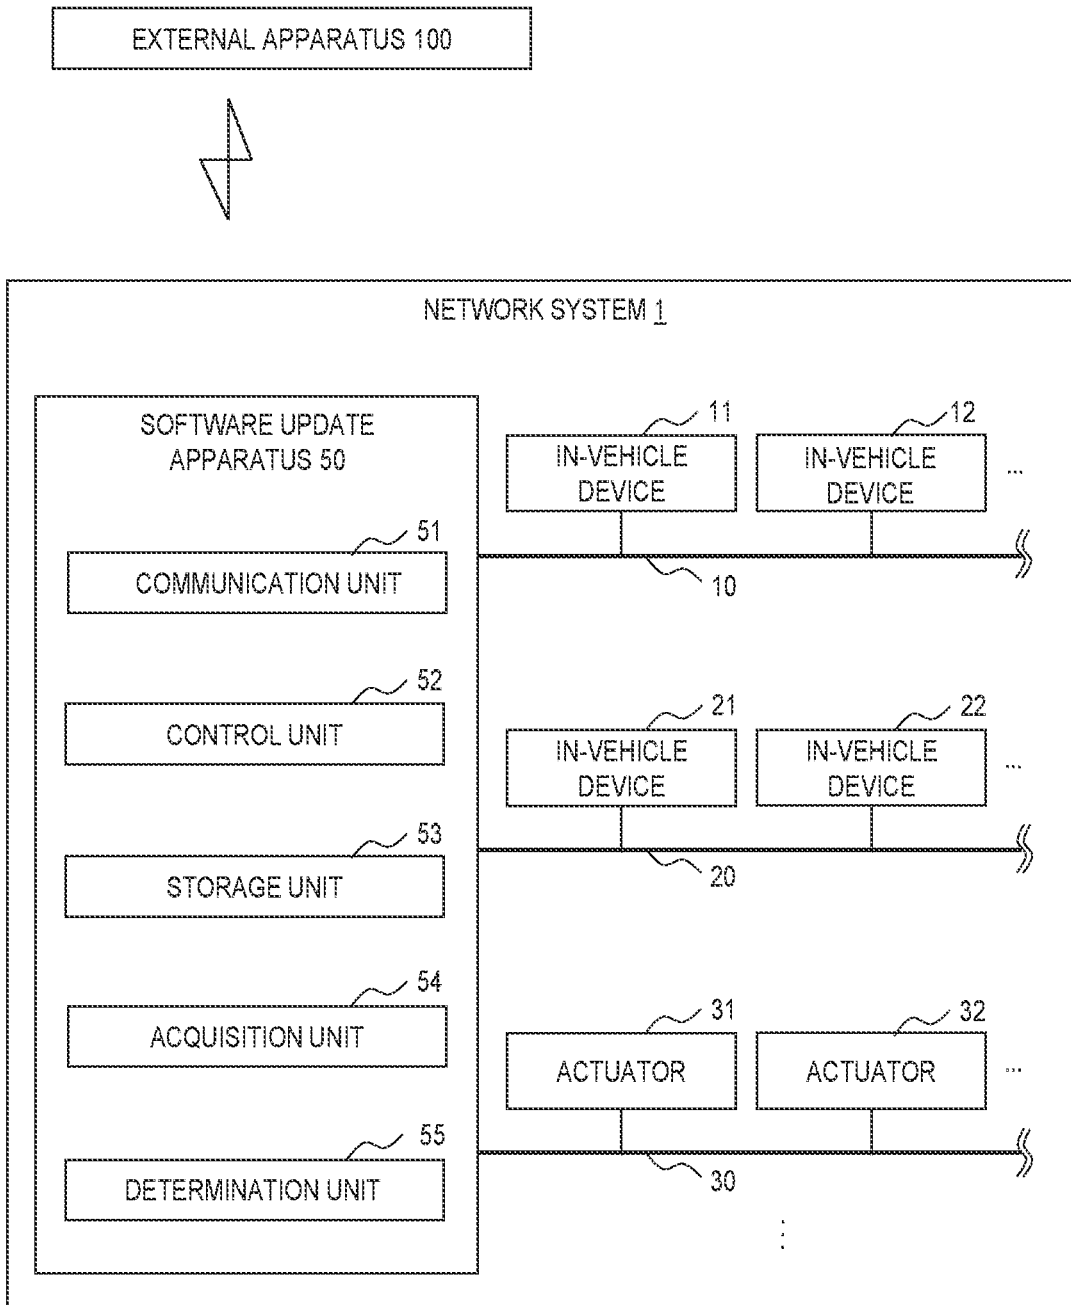 EXTERNAL APPARATUS 100
NETWORK SYSTEM 1
SOFTWARE UPDATE
APPARATUS 50
51
COMMUNICATION UNIT
52
CONTROL UNIT
53
STORAGE UNIT
54
ACQUISITION UNIT
55
DETERMINATION UNIT
11
IN-VEHICLE
DEVICE
12
IN-VEHICLE
DEVICE
...
10
21
IN-VEHICLE
DEVICE
22
IN-VEHICLE
DEVICE
...
20
31
ACTUATOR
32
ACTUATOR
...
30
⋮